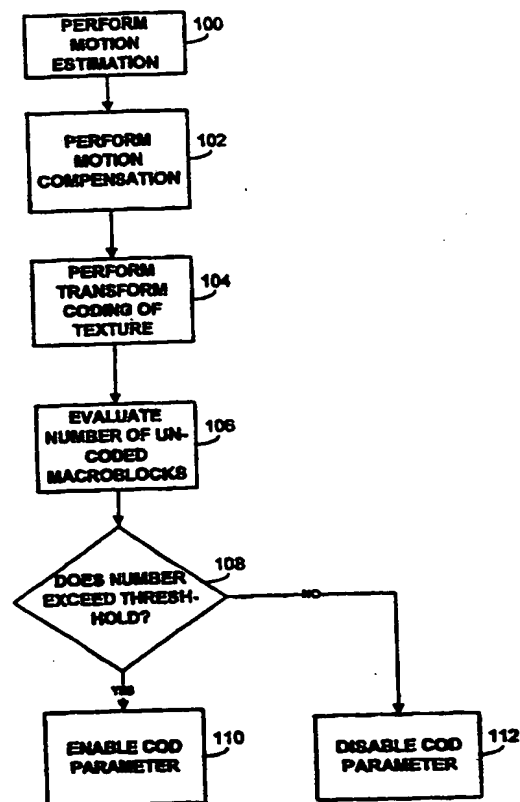 PERFORM
MOTION
ESTIMATION
100
PERFORM
MOTION
COMPENSATION
102
PERFORM
TRANSFORM
CODING OF
TEXTURE
104
EVALUATE
NUMBER OF UN-
CODED
MACROBLOCKS
106
DOES NUMBER
EXCEED THRESH-
HOLD?
108
NO
YES
ENABLE COD
PARAMETER
110
DISABLE COD
PARAMETER
112